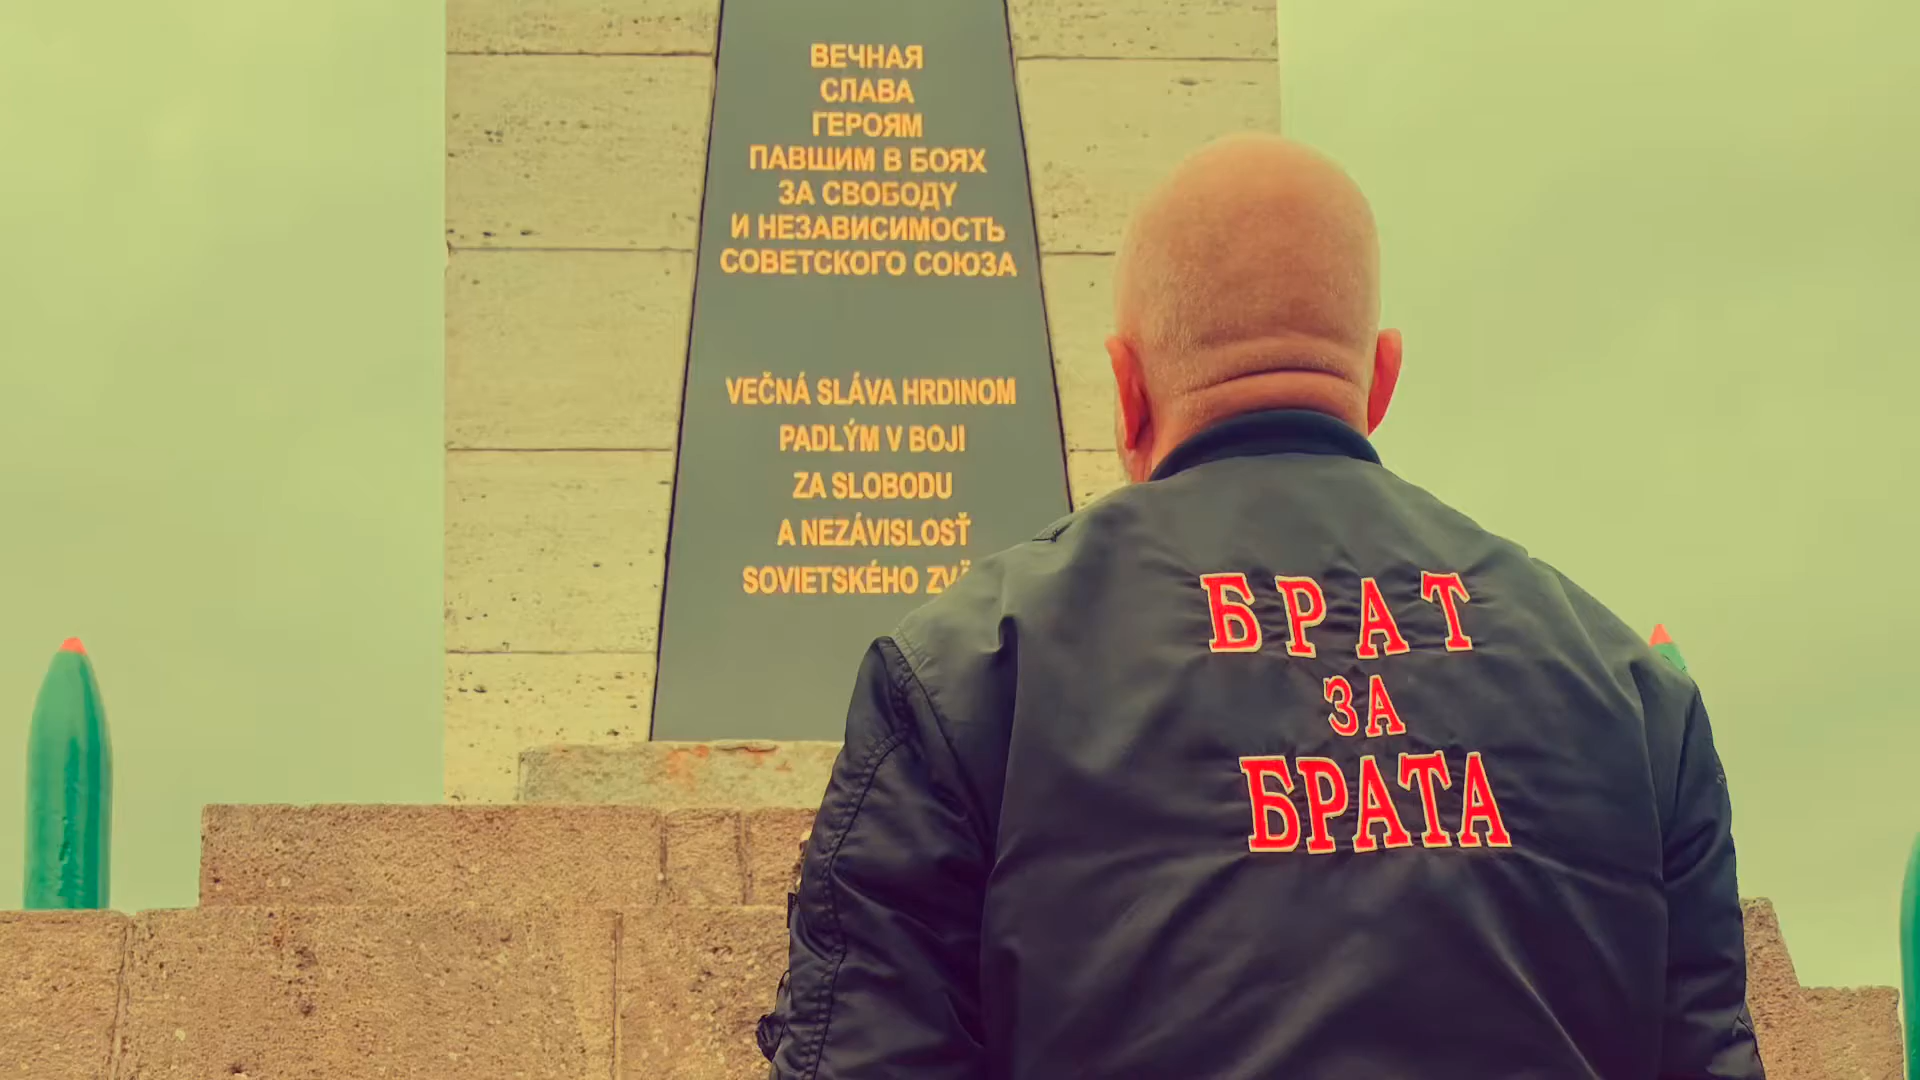 ВЕЧНАЯ
СЛАВА
ГЕРОЯМ
ПАВШИМ В БОЯХ
ЗА СВОБОДУ
И НЕЗАВИСИМОСТЬ
СОВЕТСКОГО СОЮЗА
VEČNÁ SLÁVA HRDINOM
PADLÝM V BOJI
ZA SLOBODU
A NEZÁVISLOSŤ
SOVIETSKÉHO
БРАТ
ЗА
БРАТА